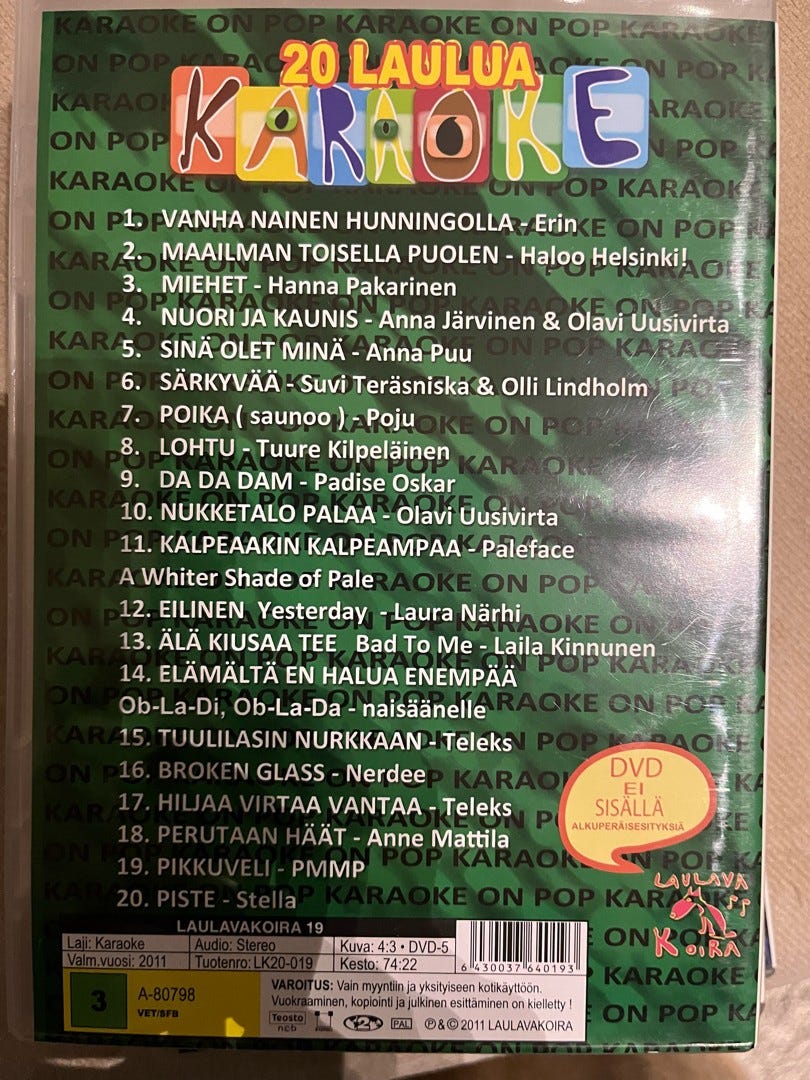 20 LAULUA
KARAOKE
1. VANHA NAINEN HUNNINGOLLA - Erin
2. MAAILMAN TOISELLA PUOLEN - Haloo Helsinki!
3. MIEHET - Hanna Pakarinen
4. NUORI JA KAUNIS - Anna Järvinen & Olavi Uusivirta
5. SINÄ OLET MINÄ - Anna Puu
6. SÄRKYVÄÄ - Suvi Teräsniska & Olli Lindholm
7. POIKA ( saunoo ) - Poju
8. LOHTU - Tuure Kilpeläinen
9. DA DA DAM - Padise Oskar
10. NUKKETALO PALAA - Olavi Uusivirta
11. KALPEAAKIN KALPEAMPAA - Paleface
A Whiter Shade of Pale
12. EILINEN Yesterday - Laura Närhi
13. ÄLÄ KIUSAA TEE Bad To Me - Laila Kinnunen
14. ELÄMÄLTÄ EN HALUA ENEMPÄÄ
Ob-La-Di, Ob-La-Da - naisäänelle
15. TUULILASIN NURKKAAN - Teleks
16. BROKEN GLASS - Nerdee
17. HILJAA VIRTAA VANTAA - Teleks
18. PERUTAAN HÄÄT - Anne Mattila
19. PIKKUVELI - PMMP
20. PISTE - Stella
DVD
EI
SISÄLLÄ
ALKUPERÄISESITYKSIÄ
LAULAVA
KOIRA
LAULAVAKOIRA 19
Laji: Karaoke Audio: Stereo Kuva: 4:3 • DVD-5
Valm.vuosi: 2011 Tuotenro: LK20-019 Kesto: 74:22
6 430037 640193
3 A-80798
VET/SFB
VAROITUS: Vain myyntiin ja yksityiseen kotikäyttöön.
Vuokraaminen, kopiointi ja julkinen esittäminen on kielletty !
Teosto
ncb
2 PAL ℗ & © 2011 LAULAVAKOIRA